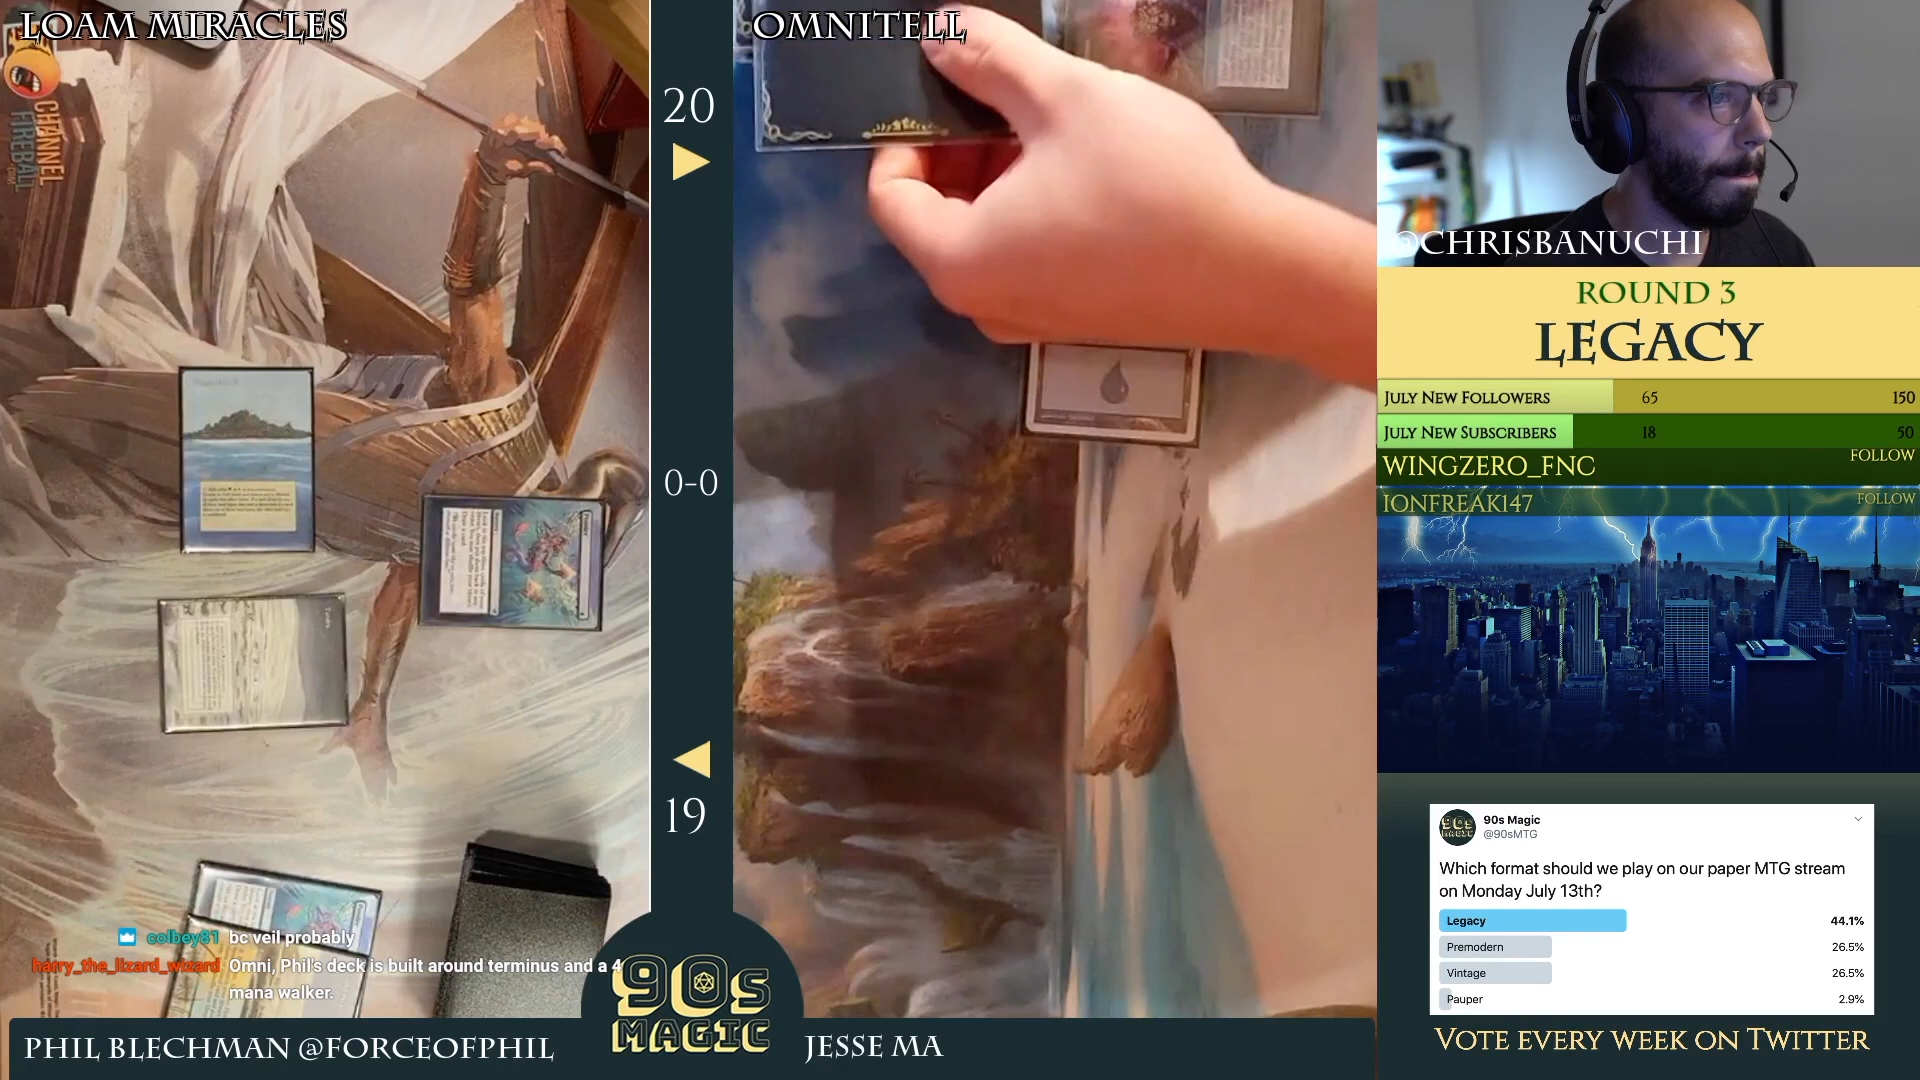 LOAM MIRACLES
OMNITELL
CHANNEL
FIREBALL
20
0-0
19
@CHRISBANUCHI
ROUND 3
LEGACY
JULY NEW FOLLOWERS 65 150
JULY NEW SUBSCRIBERS 18 50
WINGZERO_FNC FOLLOW
IONFREAK147 FOLLOW
90s Magic
@90sMTG
Which format should we play on our paper MTG stream
on Monday July 13th?
Legacy 44.1%
Premodern 26.5%
Vintage 26.5%
Pauper 2.9%
VOTE EVERY WEEK ON TWITTER
colbey81 bc veil probably
harry_the_lizard_wizard Omni, Phil's deck is built around terminus and a 4
mana walker.
90s
MAGIC
PHIL BLECHMAN @FORCEOFPHIL
JESSE MA